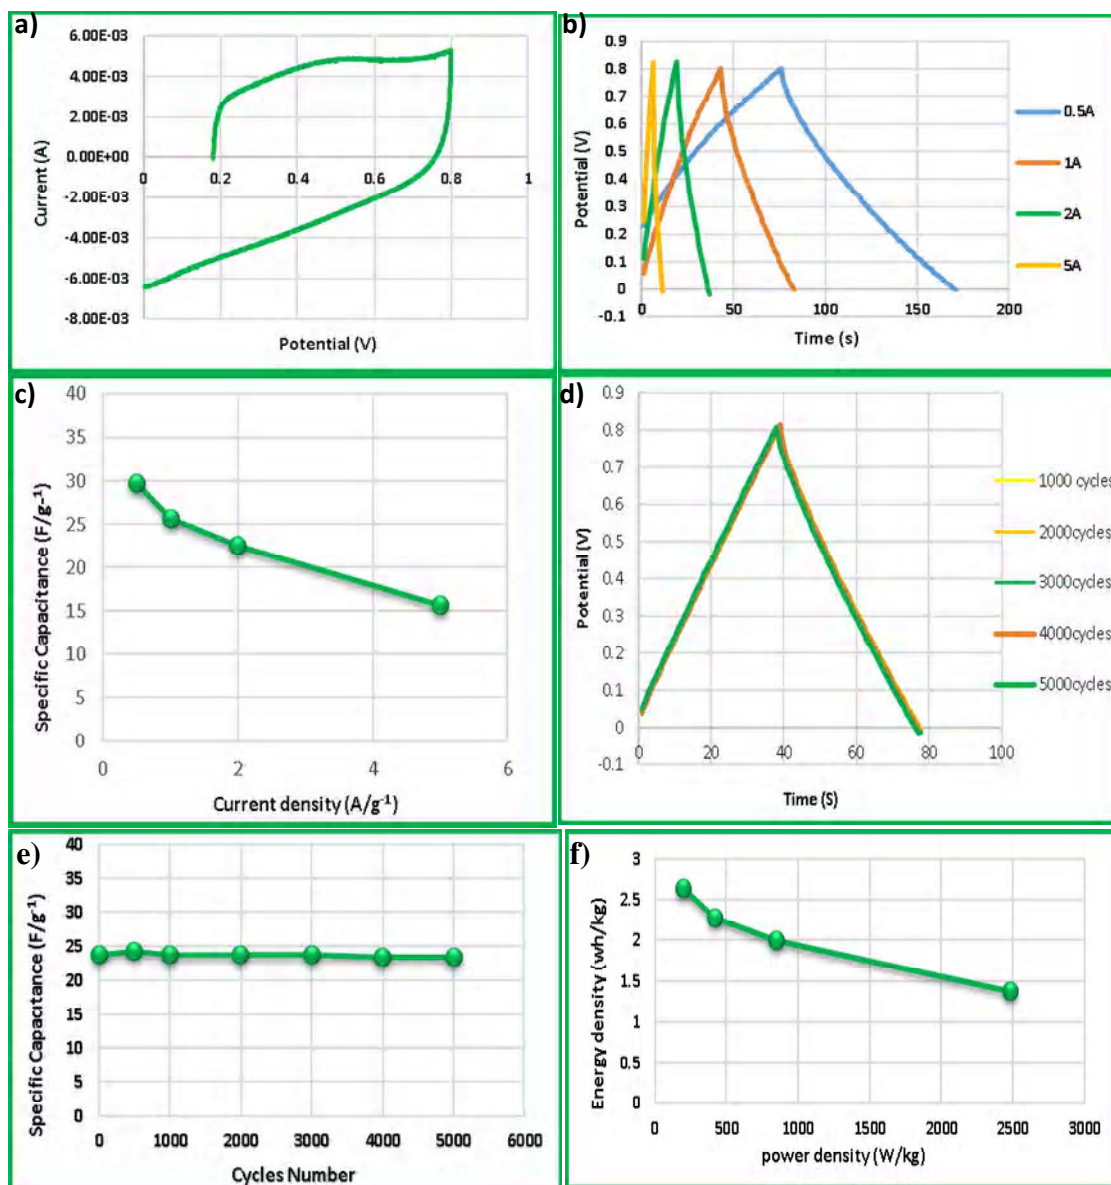 a)
6.00E-03
4.00E-03
2.00E-03
0.00E+00
-2.00E-03
-4.00E-03
-6.00E-03
-8.00E-03
0 0.2 0.4 0.6 0.8 1
Current (A)
Potential (V)
b)
0.9
0.8
0.7
0.6
0.5
0.4
0.3
0.2
0.1
0
-0.1
0 50 100 150 200
Potential (V)
Time (s)
0.5A
1A
2A
5A
c)
40
35
30
25
20
15
10
5
0
0 2 4 6
Specific Capacitance (F/g-¹)
Current density (A/g⁻¹)
d)
0.9
0.8
0.7
0.6
0.5
0.4
0.3
0.2
0.1
0
-0.1
0 20 40 60 80 100
Potential (V)
Time (S)
1000 cycles
2000cycles
3000cycles
4000cycles
5000cycles
e)
40
35
30
25
20
15
10
5
0
0 1000 2000 3000 4000 5000 6000
Specific Capacitance (F/g⁻¹)
Cycles Number
f)
3
2.5
2
1.5
1
0.5
0
0 500 1000 1500 2000 2500 3000
Energy density (wh/kg)
power density (W/kg)